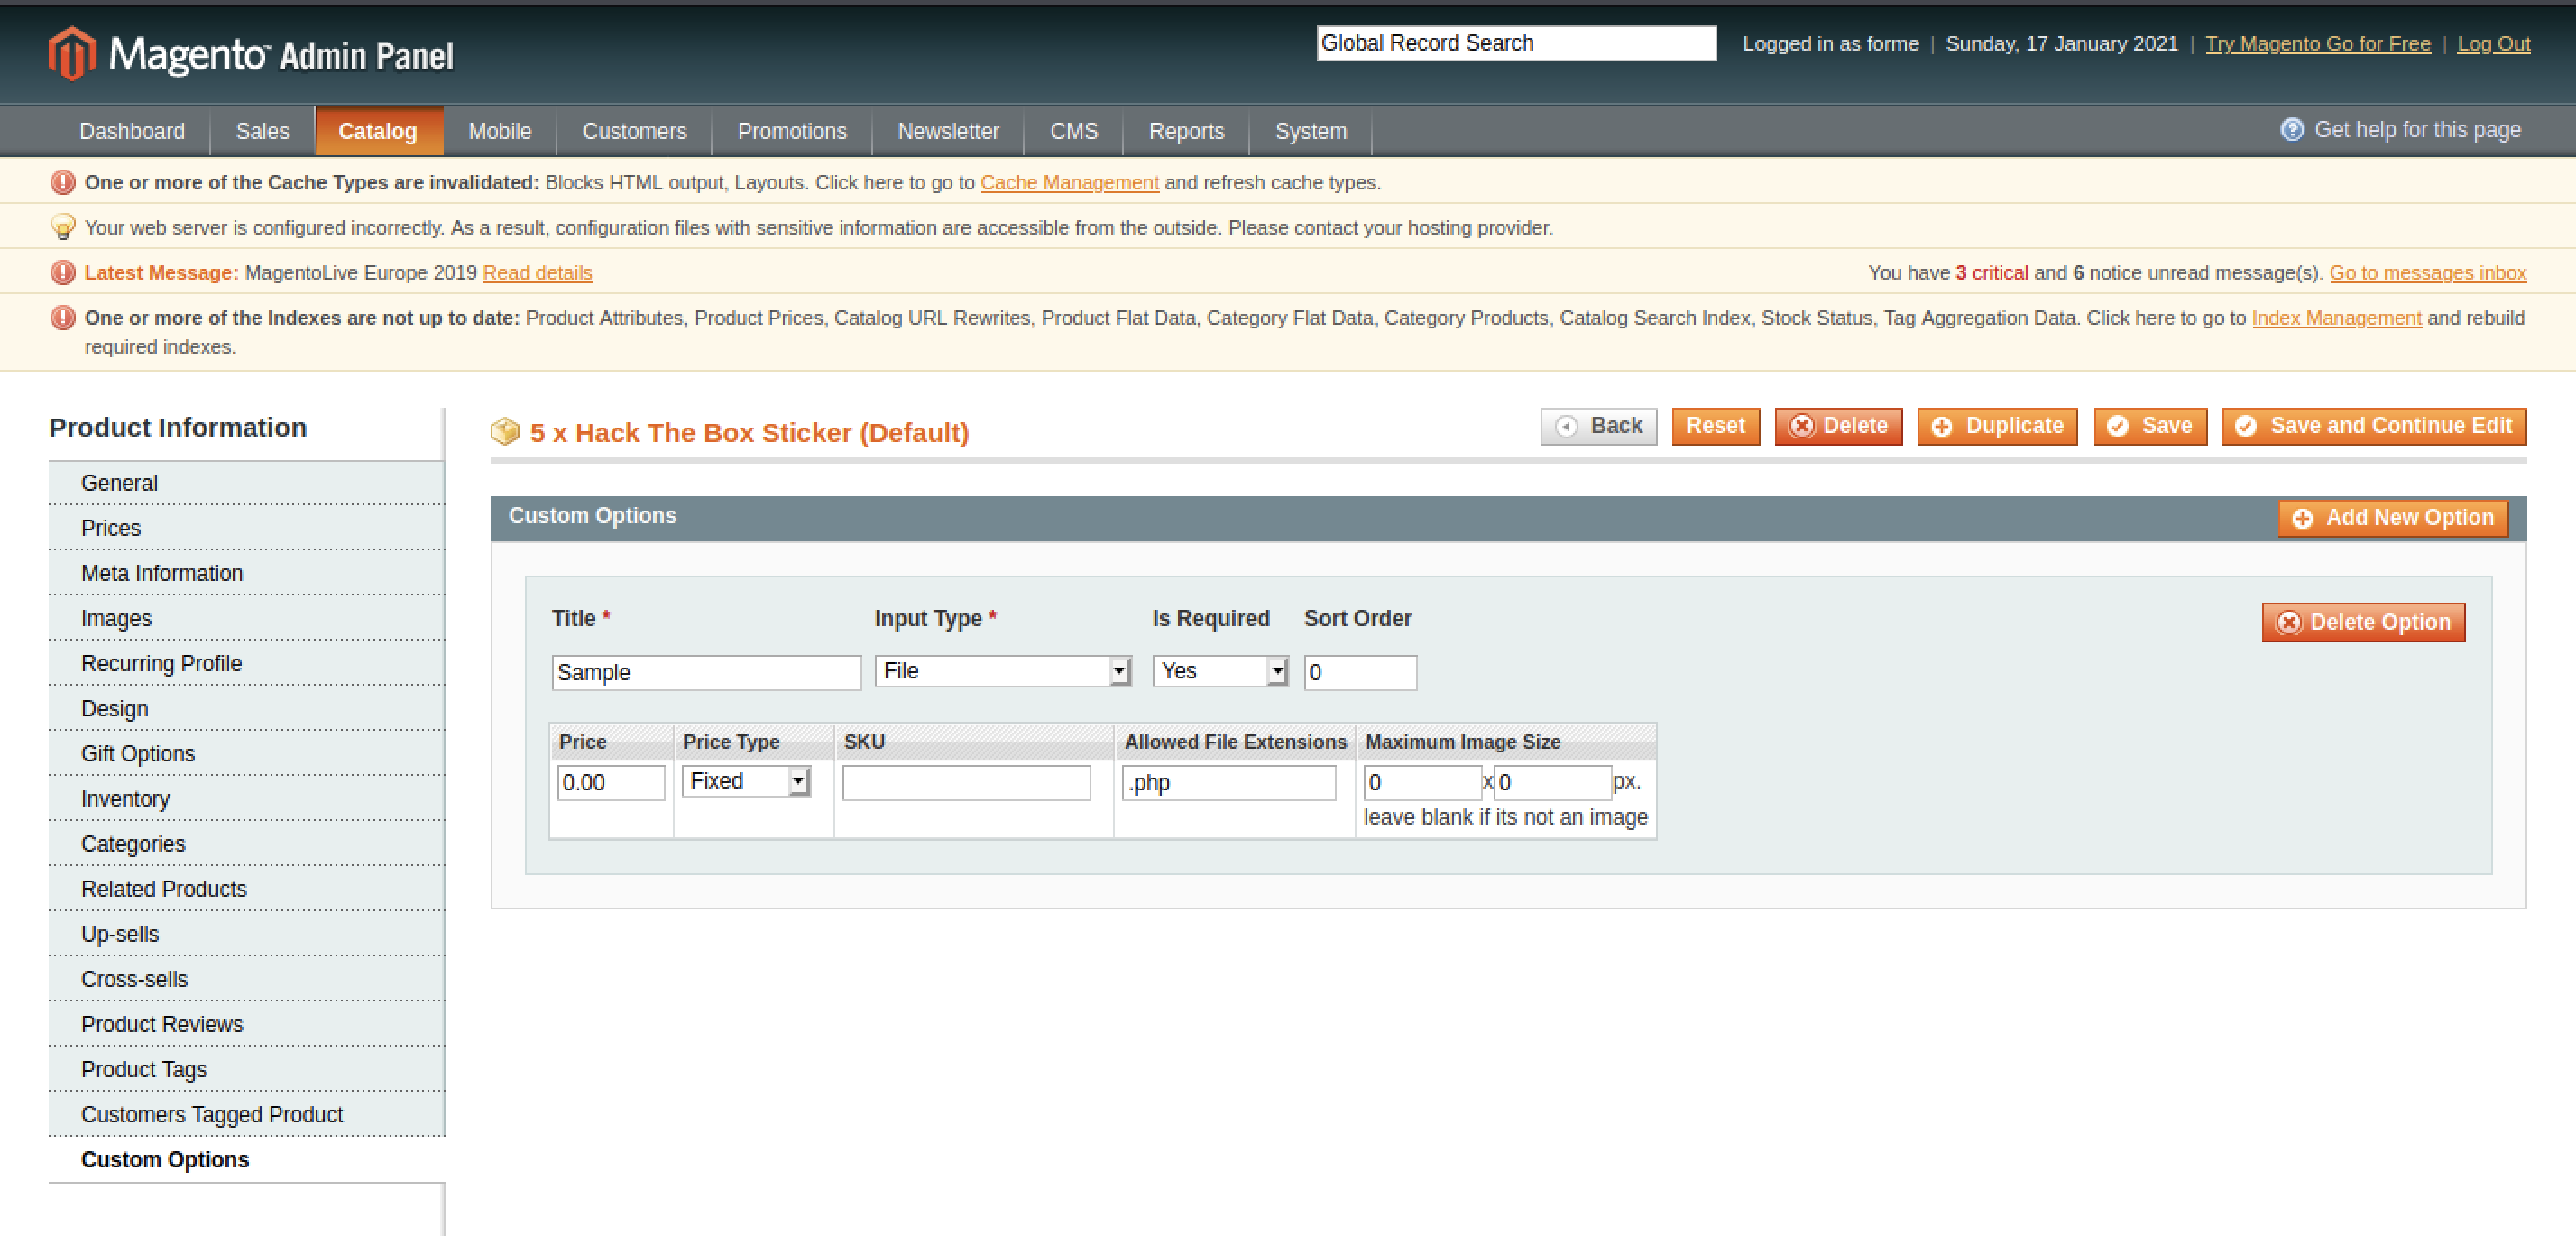 Magento™ Admin Panel
Global Record Search
Logged in as forme | Sunday, 17 January 2021 | Try Magento Go for Free | Log Out
Dashboard Sales Catalog Mobile Customers Promotions Newsletter CMS Reports System
Get help for this page
One or more of the Cache Types are invalidated: Blocks HTML output, Layouts. Click here to go to Cache Management and refresh cache types.
Your web server is configured incorrectly. As a result, configuration files with sensitive information are accessible from the outside. Please contact your hosting provider.
Latest Message: MagentoLive Europe 2019 Read details
You have 3 critical and 6 notice unread message(s). Go to messages inbox
One or more of the Indexes are not up to date: Product Attributes, Product Prices, Catalog URL Rewrites, Product Flat Data, Category Flat Data, Category Products, Catalog Search Index, Stock Status, Tag Aggregation Data. Click here to go to Index Management and rebuild
required indexes.
Product Information
General
Prices
Meta Information
Images
Recurring Profile
Design
Gift Options
Inventory
Categories
Related Products
Up-sells
Cross-sells
Product Reviews
Product Tags
Customers Tagged Product
Custom Options
5 x Hack The Box Sticker (Default)
Back Reset Delete Duplicate Save Save and Continue Edit
Custom Options
Add New Option
Title * Input Type * Is Required Sort Order
Delete Option
Sample File Yes 0
Price Price Type SKU Allowed File Extensions Maximum Image Size
0.00 Fixed .php 0 x 0 px.
leave blank if its not an image